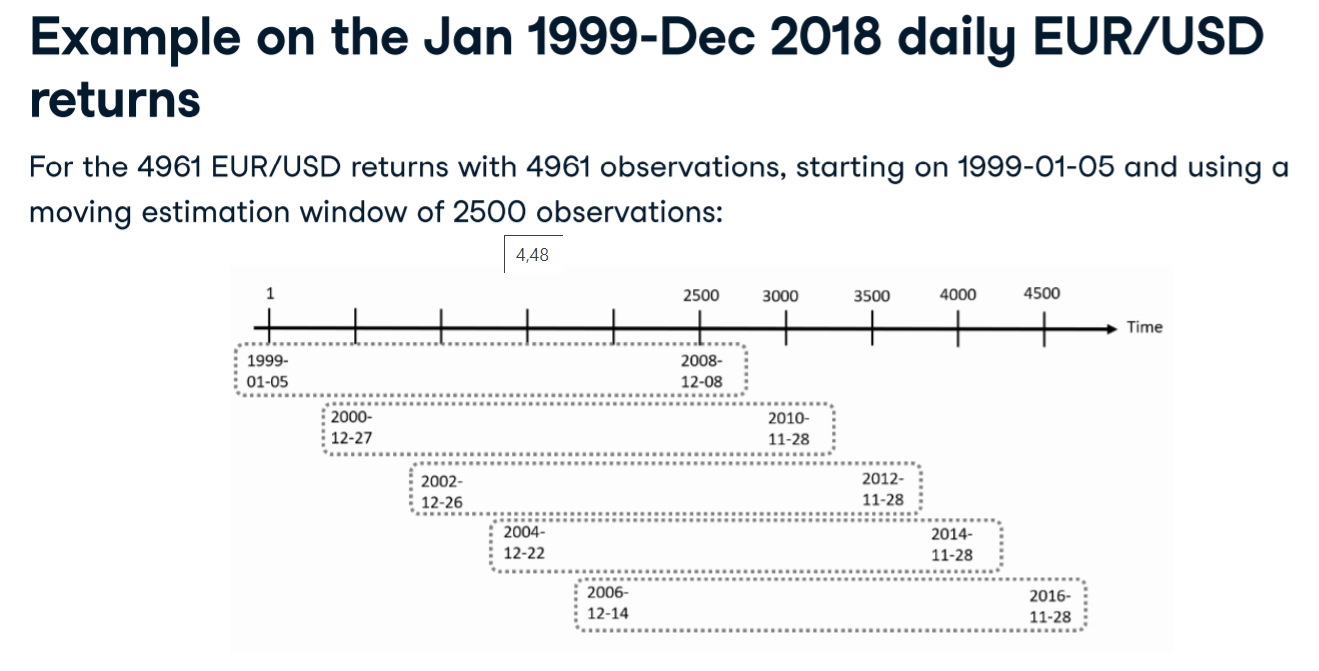 Example on the Jan 1999-Dec 2018 daily EUR/USD
returns
For the 4961 EUR/USD returns with 4961 observations, starting on 1999-01-05 and using a
moving estimation window of 2500 observations:
4,48
1 2500 3000 3500 4000 4500
Time
1999- 2008-
01-05 12-08
2000- 2010-
12-27 11-28
2002- 2012-
12-26 11-28
2004- 2014-
12-22 11-28
2006- 2016-
12-14 11-28